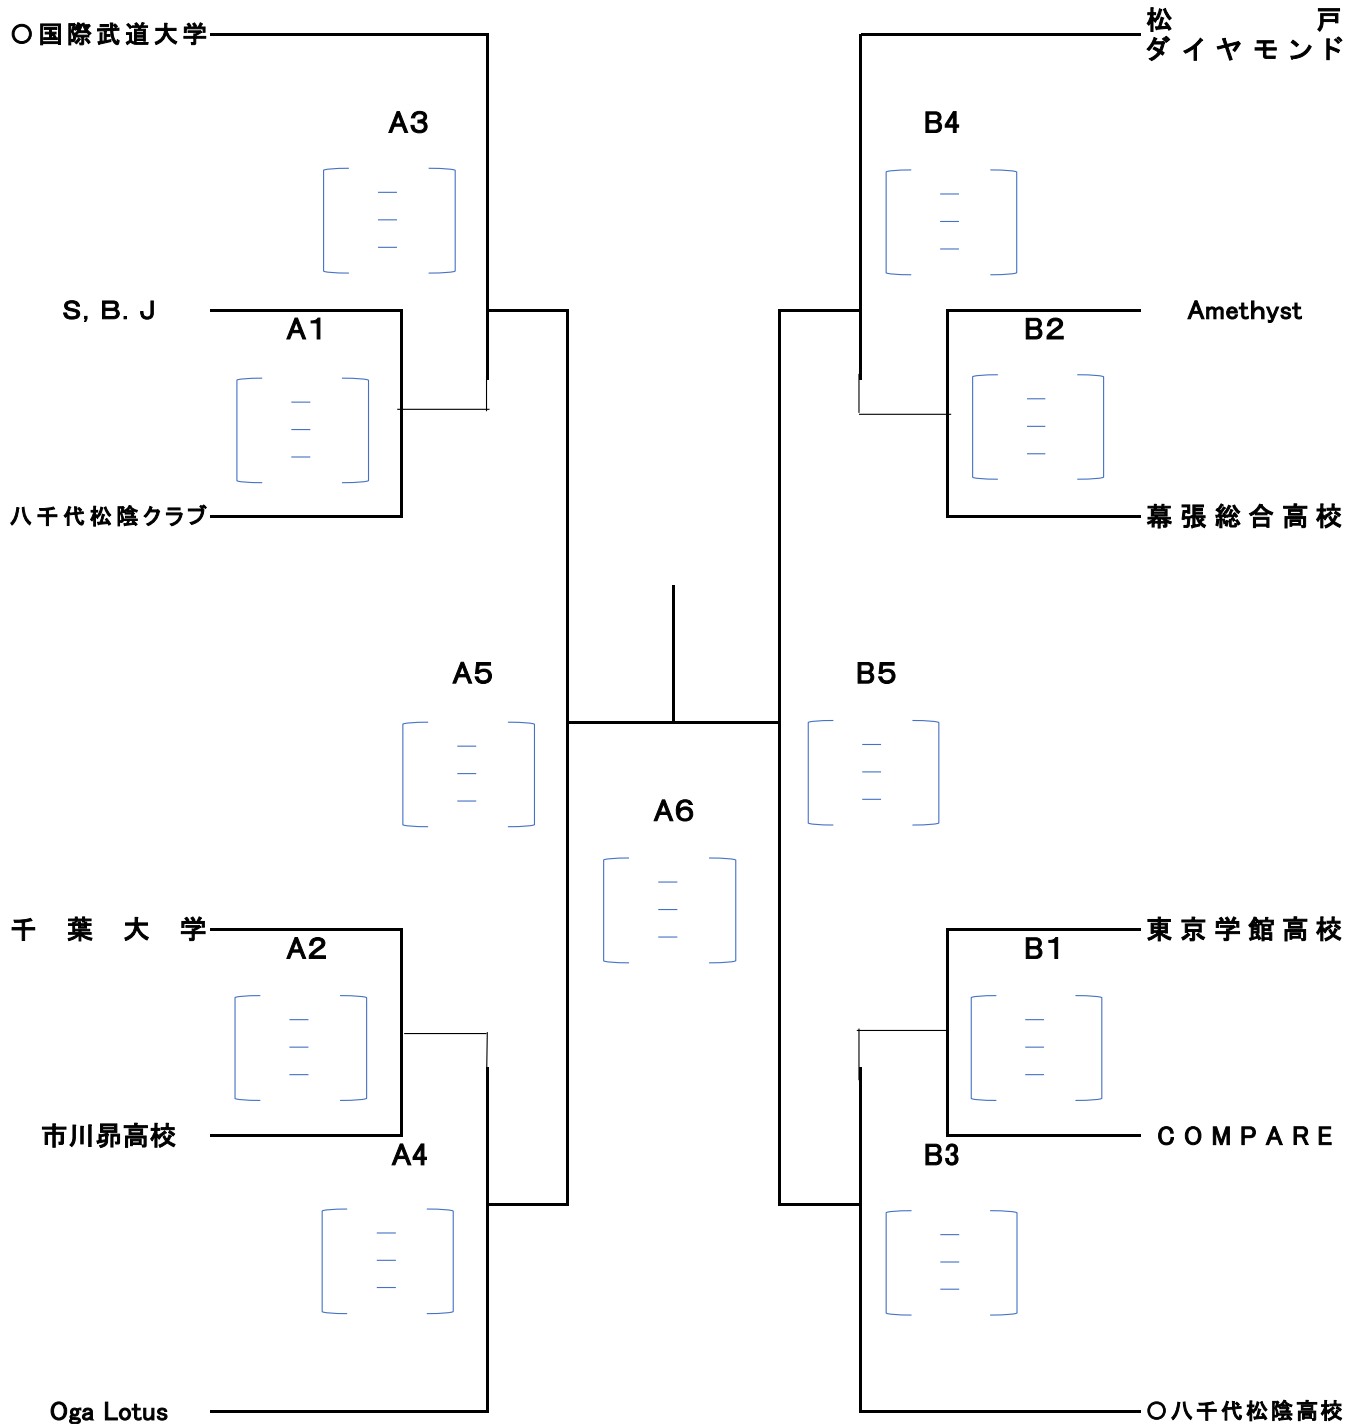 ○国際武道大学
松戸
ダイヤモンド
A3
B4
S, B. J
Amethyst
A1
B2
八千代松陰クラブ
幕張総合高校
A5
B5
A6
千葉大学
東京学館高校
A2
B1
市川昴高校
COMPARE
A4
B3
Oga Lotus
○八千代松陰高校